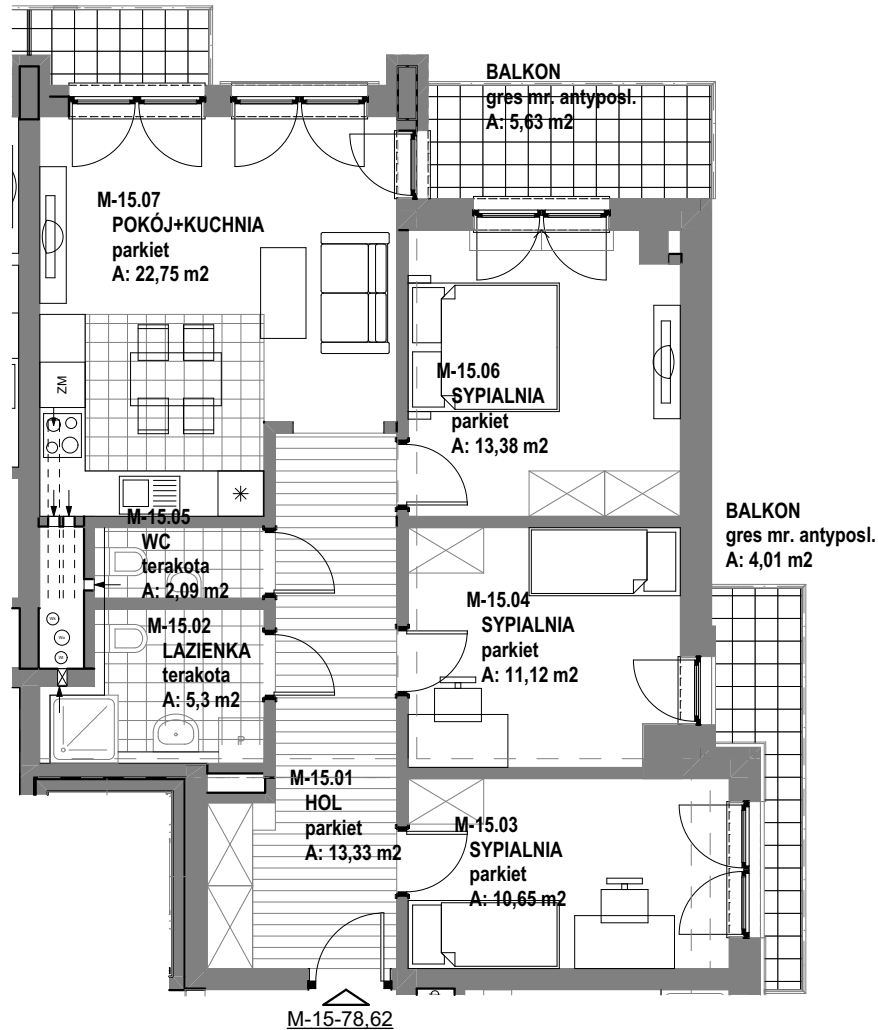 BALKON
gres mr. antyposl.
A: 5,63 m2
M-15.07
POKÓJ+KUCHNIA
parkiet
A: 22,75 m2
ZM
M-15.06
SYPIALNIA
parkiet
A: 13,38 m2
BALKON
gres mr. antyposl.
A: 4,01 m2
M-15.05
WC
terakota
A: 2,09 m2
M-15.04
SYPIALNIA
parkiet
A: 11,12 m2
M-15.02
LAZIENKA
terakota
A: 5,3 m2
P
M-15.01
HOL
parkiet
A: 13,33 m2
M-15.03
SYPIALNIA
parkiet
A: 10,65 m2
M-15-78,62